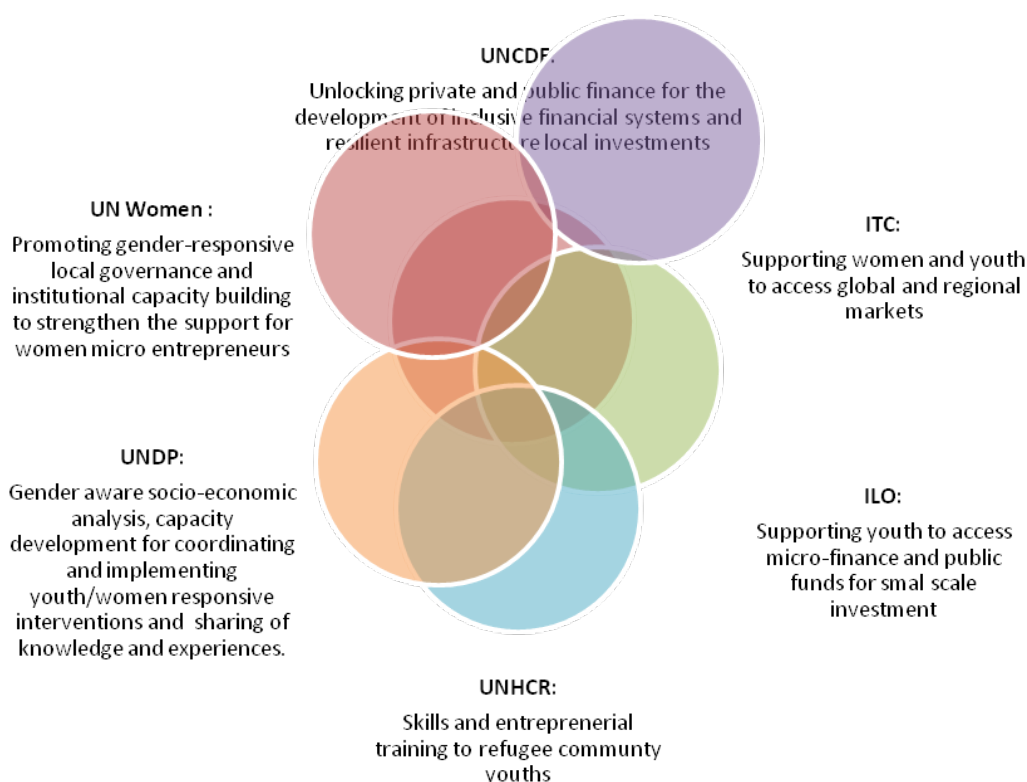 UNCDF:
Unlocking private and public finance for the
development of inclusive financial systems and
resilient infrastructure local investments
UN Women :
Promoting gender-responsive
local governance and
institutional capacity building
to strengthen the support for
women micro entrepreneurs
ITC:
Supporting women and youth
to access global and regional
markets
UNDP:
Gender aware socio-economic
analysis, capacity
development for coordinating
and implementing
youth/women responsive
interventions and sharing of
knowledge and experiences.
ILO:
Supporting youth to access
micro-finance and public
funds for smal scale
investment
UNHCR:
Skills and entreprenerial
training to refugee communty
youths